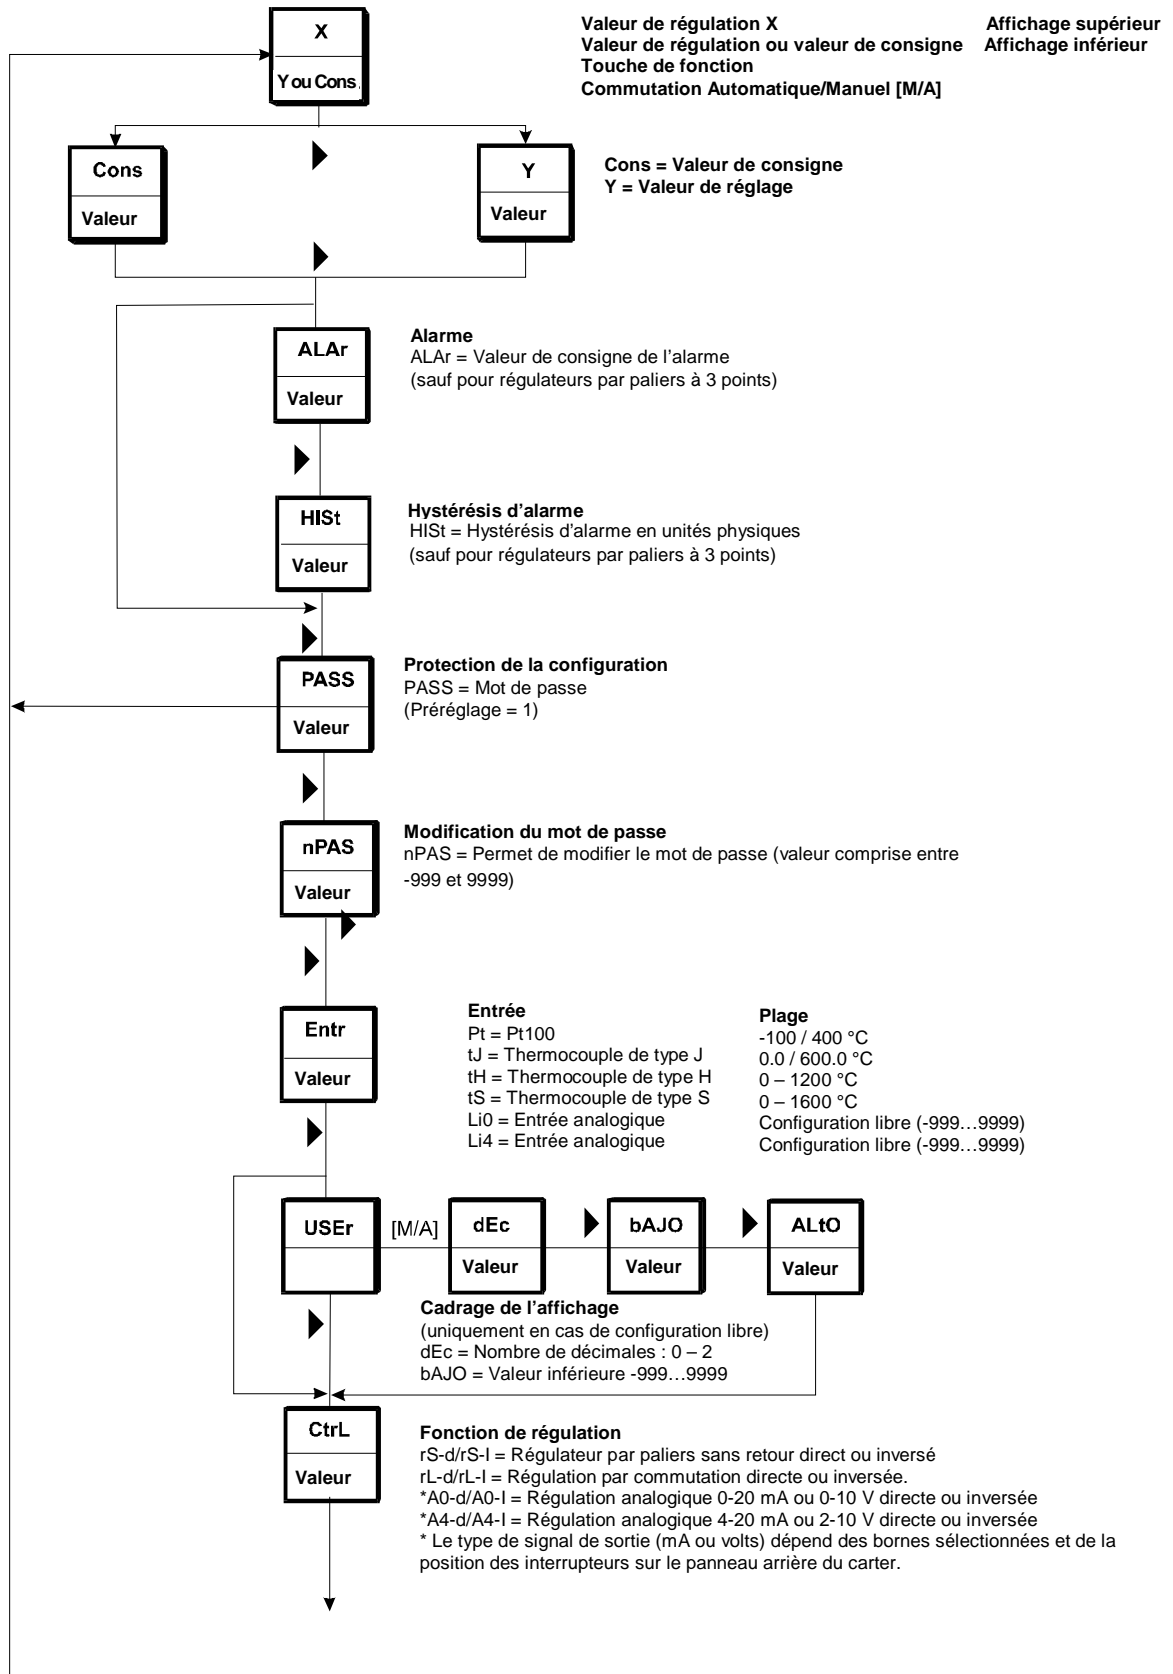 X
Y ou Cons.
Valeur de régulation X Affichage supérieur
Valeur de régulation ou valeur de consigne Affichage inférieur
Touche de fonction
Commutation Automatique/Manuel [M/A]
Cons
Valeur
Y
Valeur
Cons = Valeur de consigne
Y = Valeur de réglage
ALAr
Valeur
Alarme
ALAr = Valeur de consigne de l'alarme
(sauf pour régulateurs par paliers à 3 points)
HISt
Valeur
Hystérésis d'alarme
HISt = Hystérésis d'alarme en unités physiques
(sauf pour régulateurs par paliers à 3 points)
PASS
Valeur
Protection de la configuration
PASS = Mot de passe
(Préréglage = 1)
nPAS
Valeur
Modification du mot de passe
nPAS = Permet de modifier le mot de passe (valeur comprise entre
-999 et 9999)
Entr
Valeur
Entrée Plage
Pt = Pt100 -100 / 400 °C
tJ = Thermocouple de type J 0.0 / 600.0 °C
tH = Thermocouple de type H 0 – 1200 °C
tS = Thermocouple de type S 0 – 1600 °C
Li0 = Entrée analogique Configuration libre (-999…9999)
Li4 = Entrée analogique Configuration libre (-999…9999)
USEr
[M/A]
dEc
Valeur
bAJO
Valeur
ALtO
Valeur
Cadrage de l'affichage
(uniquement en cas de configuration libre)
dEc = Nombre de décimales : 0 – 2
bAJO = Valeur inférieure -999…9999
CtrL
Valeur
Fonction de régulation
rS-d/rS-I = Régulateur par paliers sans retour direct ou inversé
rL-d/rL-I = Régulation par commutation directe ou inversée.
*A0-d/A0-I = Régulation analogique 0-20 mA ou 0-10 V directe ou inversée
*A4-d/A4-I = Régulation analogique 4-20 mA ou 2-10 V directe ou inversée
* Le type de signal de sortie (mA ou volts) dépend des bornes sélectionnées et de la
position des interrupteurs sur le panneau arrière du carter.